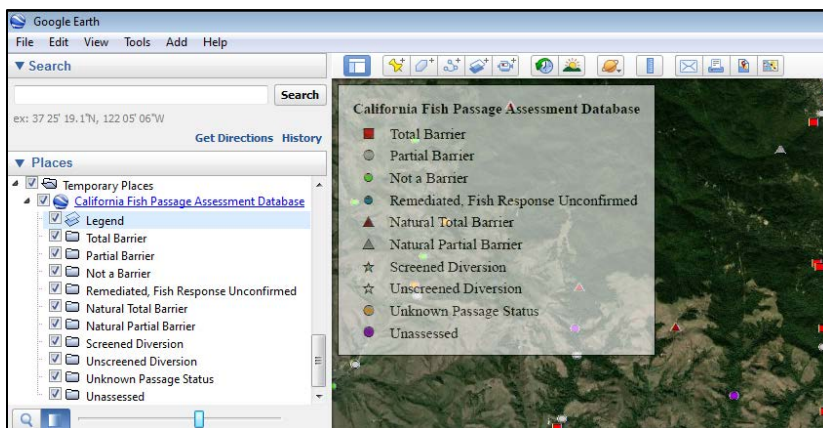 Google Earth
File Edit View Tools Add Help
Search
Search
ex: 37 25' 19.1"N, 122 05' 06"W
Get Directions History
Places
Temporary Places
California Fish Passage Assessment Database
Legend
Total Barrier
Partial Barrier
Not a Barrier
Remediated, Fish Response Unconfirmed
Natural Total Barrier
Natural Partial Barrier
Screened Diversion
Unscreened Diversion
Unknown Passage Status
Unassessed
California Fish Passage Assessment Database
Total Barrier
Partial Barrier
Not a Barrier
Remediated, Fish Response Unconfirmed
Natural Total Barrier
Natural Partial Barrier
Screened Diversion
Unscreened Diversion
Unknown Passage Status
Unassessed